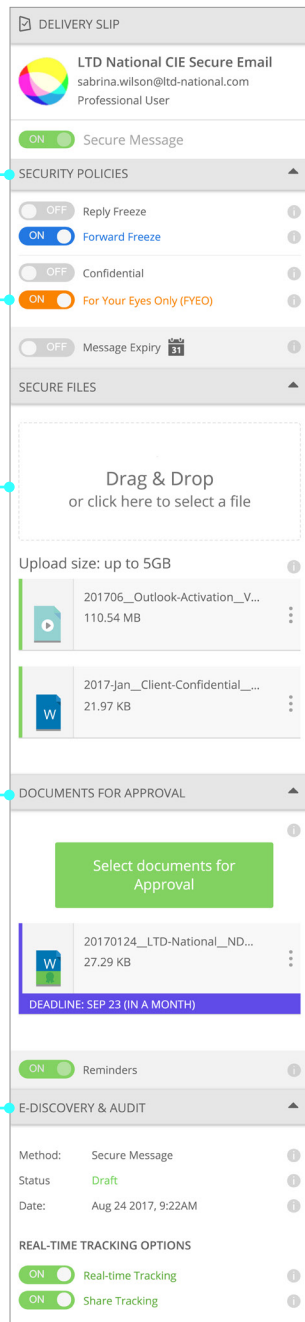 DELIVERY SLIP
LTD National CIE Secure Email
sabrina.wilson@ltd-national.com
Professional User
ON Secure Message
SECURITY POLICIES
OFF Reply Freeze
ON Forward Freeze
OFF Confidential
ON For Your Eyes Only (FYEO)
OFF Message Expiry 31
SECURE FILES
Drag & Drop
or click here to select a file
Upload size: up to 5GB
201706__Outlook-Activation__V...
110.54 MB
2017-Jan__Client-Confidential__...
W
21.97 KB
DOCUMENTS FOR APPROVAL
Select documents for
Approval
20170124__LTD-National__ND...
W
27.29 KB
DEADLINE: SEP 23 (IN A MONTH)
ON Reminders
E-DISCOVERY & AUDIT
Method: Secure Message
Status Draft
Date: Aug 24 2017, 9:22AM
REAL-TIME TRACKING OPTIONS
ON Real-time Tracking
ON Share Tracking